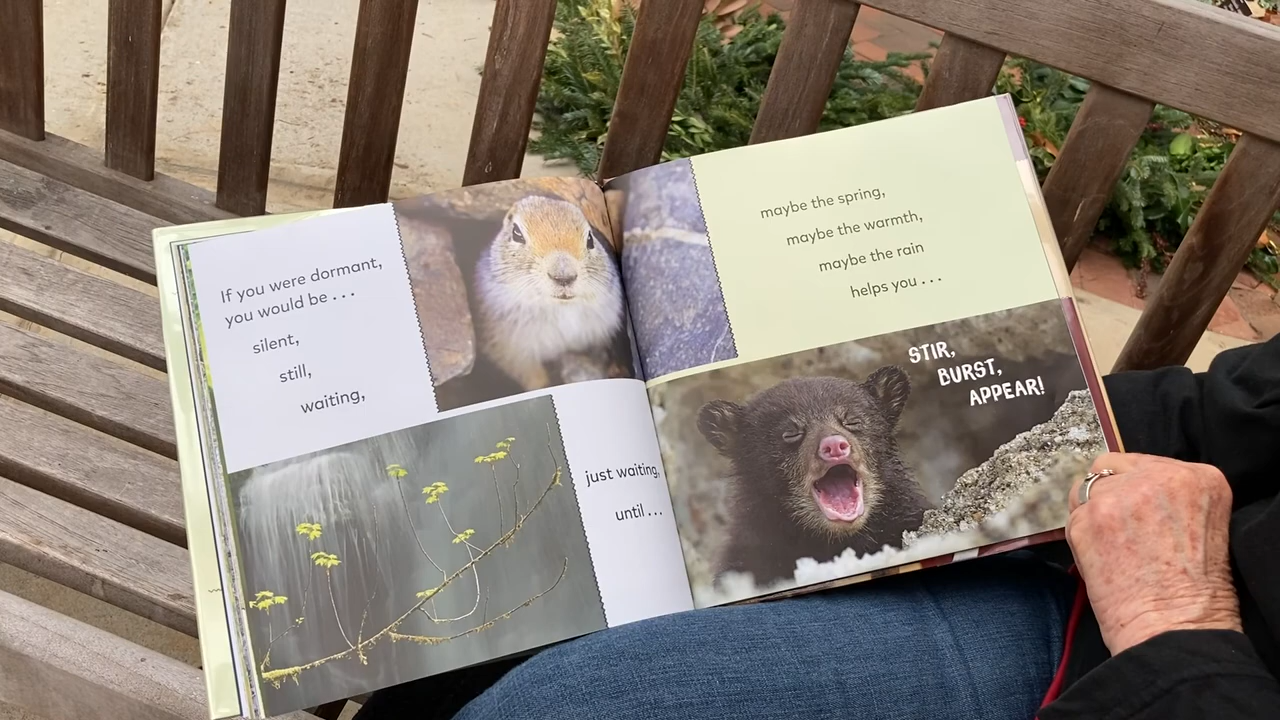 If you were dormant,
you would be . . .
silent,
still,
waiting,
just waiting,
until . . .
maybe the spring,
maybe the warmth,
maybe the rain
helps you . . .
STIR,
BURST,
APPEAR!